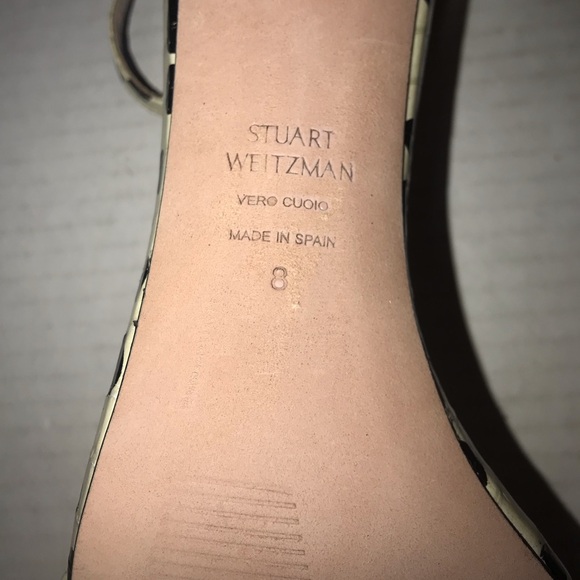 STUART
WEITZMAN
VERO CUOIO
MADE IN SPAIN
8